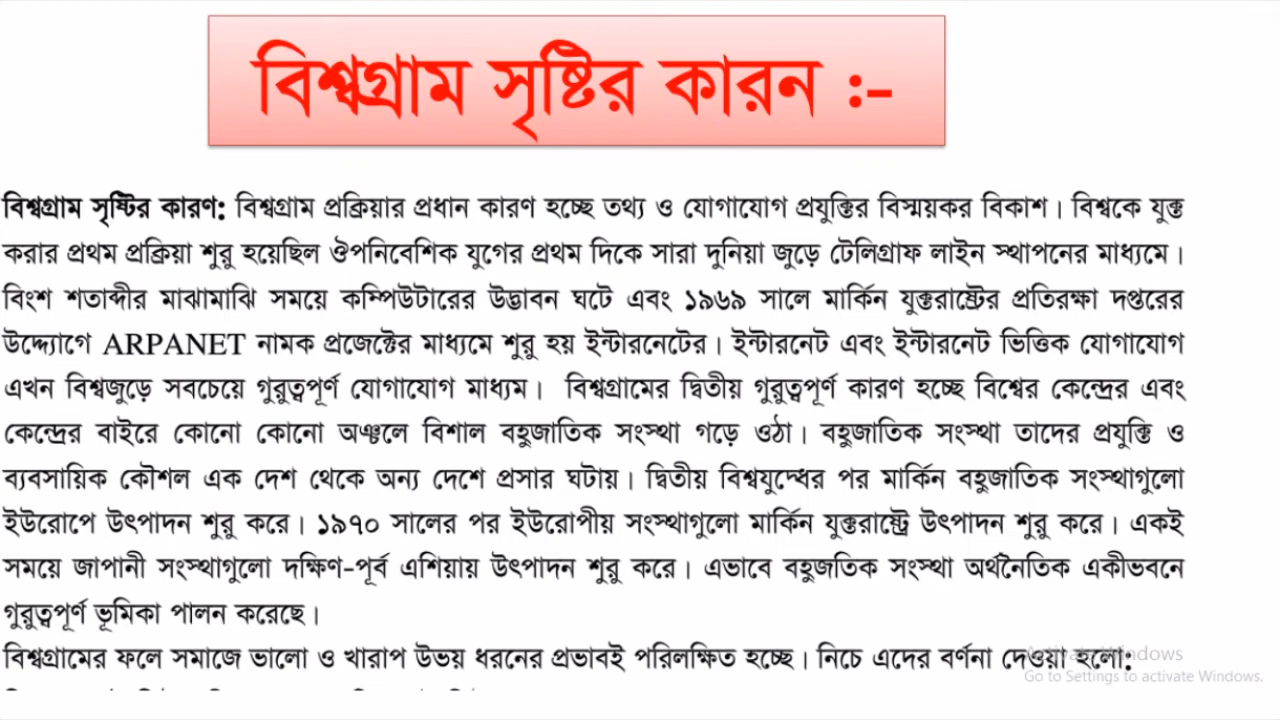 বিশ্বগ্রাম সৃষ্টির কারন :-
বিশ্বগ্রাম সৃষ্টির কারণ: বিশ্বগ্রাম প্রক্রিয়ার প্রধান কারণ হচ্ছে তথ্য ও যোগাযোগ প্রযুক্তির বিস্ময়কর বিকাশ। বিশ্বকে যুক্ত
করার প্রথম প্রক্রিয়া শুরু হয়েছিল ঔপনিবেশিক যুগের প্রথম দিকে সারা দুনিয়া জুড়ে টেলিগ্রাফ লাইন স্থাপনের মাধ্যমে।
বিংশ শতাব্দীর মাঝামাঝি সময়ে কম্পিউটারের উদ্ভাবন ঘটে এবং ১৯৬৯ সালে মার্কিন যুক্তরাষ্ট্রের প্রতিরক্ষা দপ্তরের
উদ্দ্যোগে ARPANET নামক প্রজেক্টের মাধ্যমে শুরু হয় ইন্টারনেটের। ইন্টারনেট এবং ইন্টারনেট ভিত্তিক যোগাযোগ
এখন বিশ্বজুড়ে সবচেয়ে গুরুত্বপূর্ণ যোগাযোগ মাধ্যম। বিশ্বগ্রামের দ্বিতীয় গুরুত্বপূর্ণ কারণ হচ্ছে বিশ্বের কেন্দ্রের এবং
কেন্দ্রের বাইরে কোনো কোনো অঞ্চলে বিশাল বহুজাতিক সংস্থা গড়ে ওঠা। বহুজাতিক সংস্থা তাদের প্রযুক্তি ও
ব্যবসায়িক কৌশল এক দেশ থেকে অন্য দেশে প্রসার ঘটায়। দ্বিতীয় বিশ্বযুদ্ধের পর মার্কিন বহুজাতিক সংস্থাগুলো
ইউরোপে উৎপাদন শুরু করে। ১৯৭০ সালের পর ইউরোপীয় সংস্থাগুলো মার্কিন যুক্তরাষ্ট্রে উৎপাদন শুরু করে। একই
সময়ে জাপানী সংস্থাগুলো দক্ষিণ-পূর্ব এশিয়ায় উৎপাদন শুরু করে। এভাবে বহুজতিক সংস্থা অর্থনৈতিক একীভবনে
গুরুত্বপূর্ণ ভূমিকা পালন করেছে।
বিশ্বগ্রামের ফলে সমাজে ভালো ও খারাপ উভয় ধরনের প্রভাবই পরিলক্ষিত হচ্ছে। নিচে এদের বর্ণনা দেওয়া হলো:
Activate Windows
Go to Settings to activate Windows.